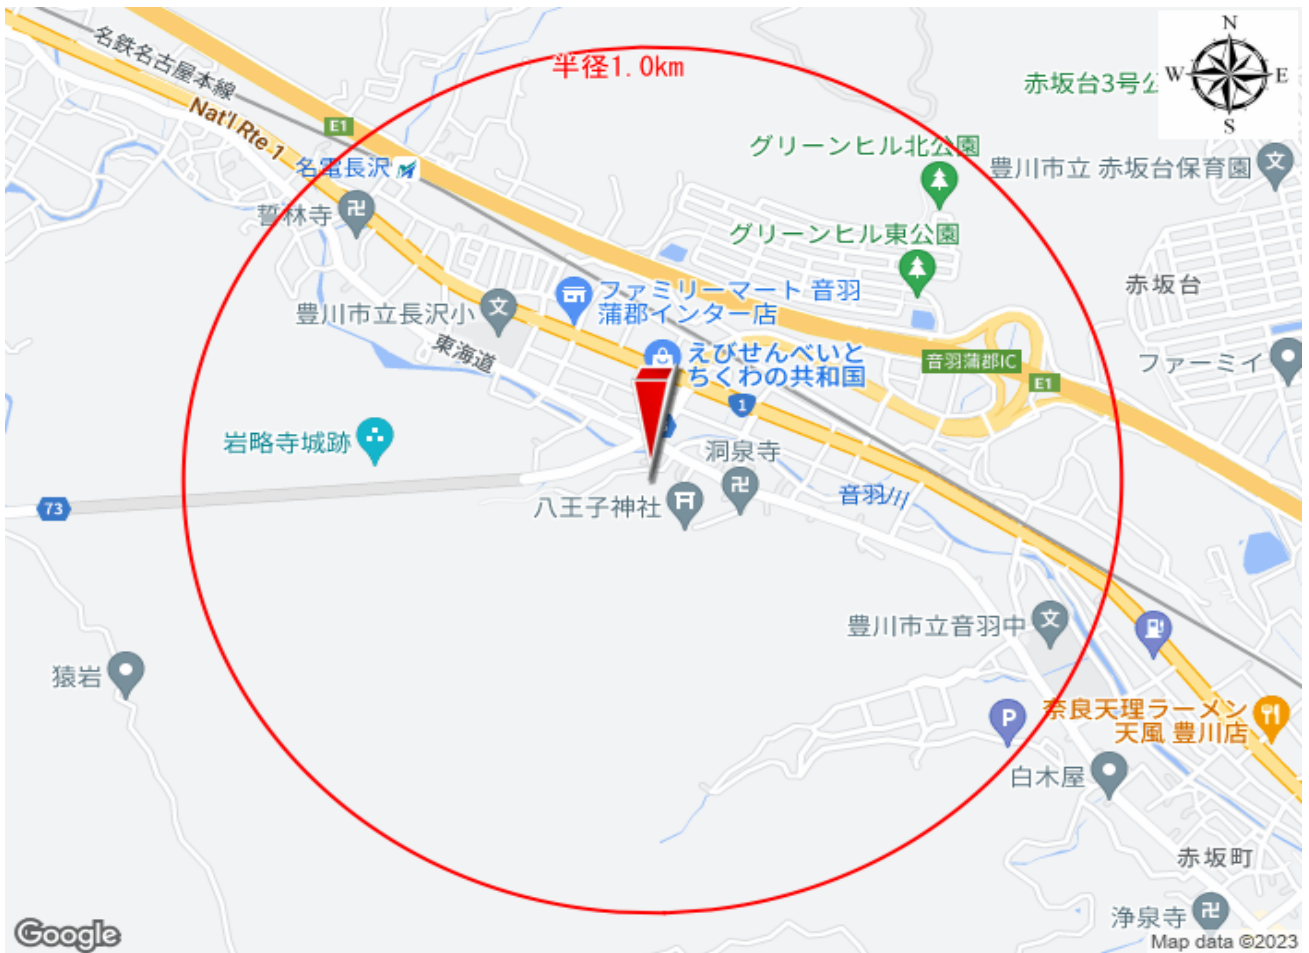 N
W
E
S
半径1.0km
名鉄名古屋本線
Nat'l Rte 1
E1
名電長沢
誓林寺
赤坂台3号公
グリーンヒル北公園
豊川市立 赤坂台保育園
グリーンヒル東公園
赤坂台
ファミリーマート 音羽
蒲郡インター店
豊川市立長沢小
東海道
えびせんべいと
ちくわの共和国
音羽蒲郡IC
E1
ファーミイ
1
岩略寺城跡
洞泉寺
73
八王子神社
音羽川
豊川市立音羽中
猿岩
P
奈良天理ラーメン
天風 豊川店
白木屋
赤坂町
浄泉寺
Google
Map data ©2023